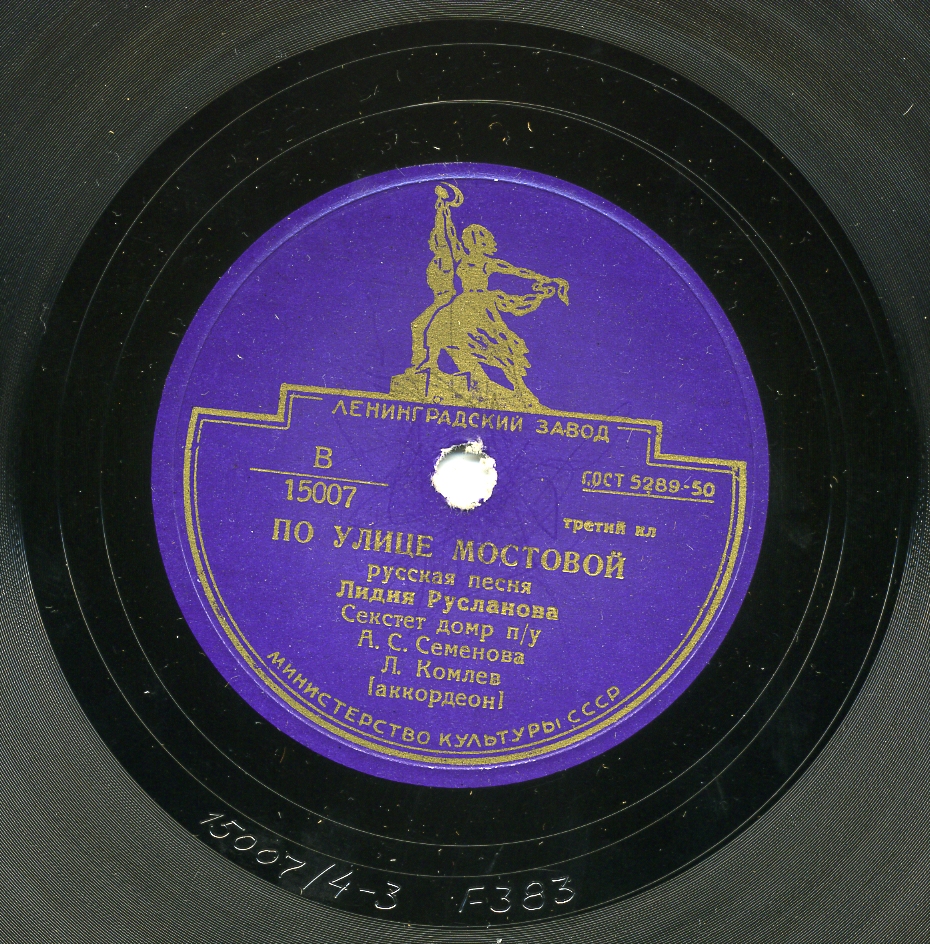 ЛЕНИНГРАДСКИЙ ЗАВОД
В
15007
ГОСТ 5289-50
третий кл
ПО УЛИЦЕ МОСТОВОЙ
русская песня
Лидия Русланова
Секстет домр п/у
А. С. Семенова
Л. Комлев
[аккордеон]
МИНИСТЕРСТВО КУЛЬТУРЫ СССР
15007/4-3 F383